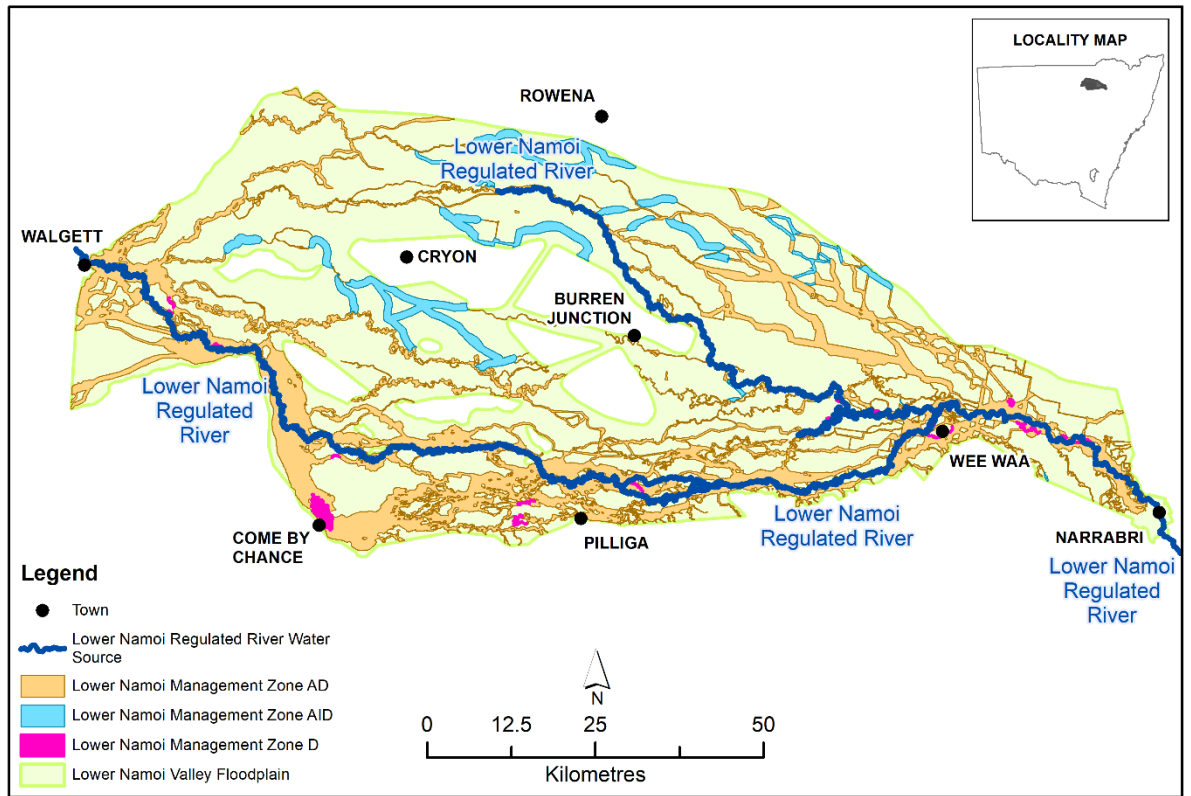 LOCALITY MAP
ROWENA
Lower Namoi
Regulated River
WALGETT
CRYON
BURREN
JUNCTION
Lower Namoi
Regulated
River
WEE WAA
COME BY
CHANCE
PILLIGA
Lower Namoi
Regulated River
NARRABRI
Lower Namoi
Regulated
River
Legend
Town
Lower Namoi Regulated River Water
Source
Lower Namoi Management Zone AD
Lower Namoi Management Zone AID
Lower Namoi Management Zone D
Lower Namoi Valley Floodplain
N
0 12.5 25 50
Kilometres